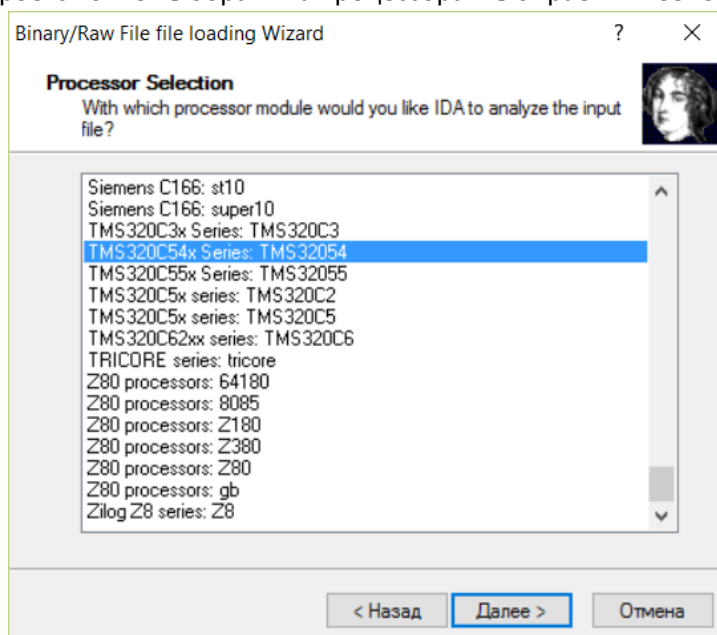 Binary/Raw File file loading Wizard ? ×
Processor Selection
With which processor module would you like IDA to analyze the input
file?
Siemens C166: st10
Siemens C166: super10
TMS320C3x Series: TMS320C3
TMS320C54x Series: TMS32054
TMS320C55x Series: TMS32055
TMS320C5x series: TMS320C2
TMS320C5x series: TMS320C5
TMS320C62xx series: TMS320C6
TRICORE series: tricore
Z80 processors: 64180
Z80 processors: 8085
Z80 processors: Z180
Z80 processors: Z380
Z80 processors: Z80
Z80 processors: gb
Zilog Z8 series: Z8
< Назад Далее > Отмена